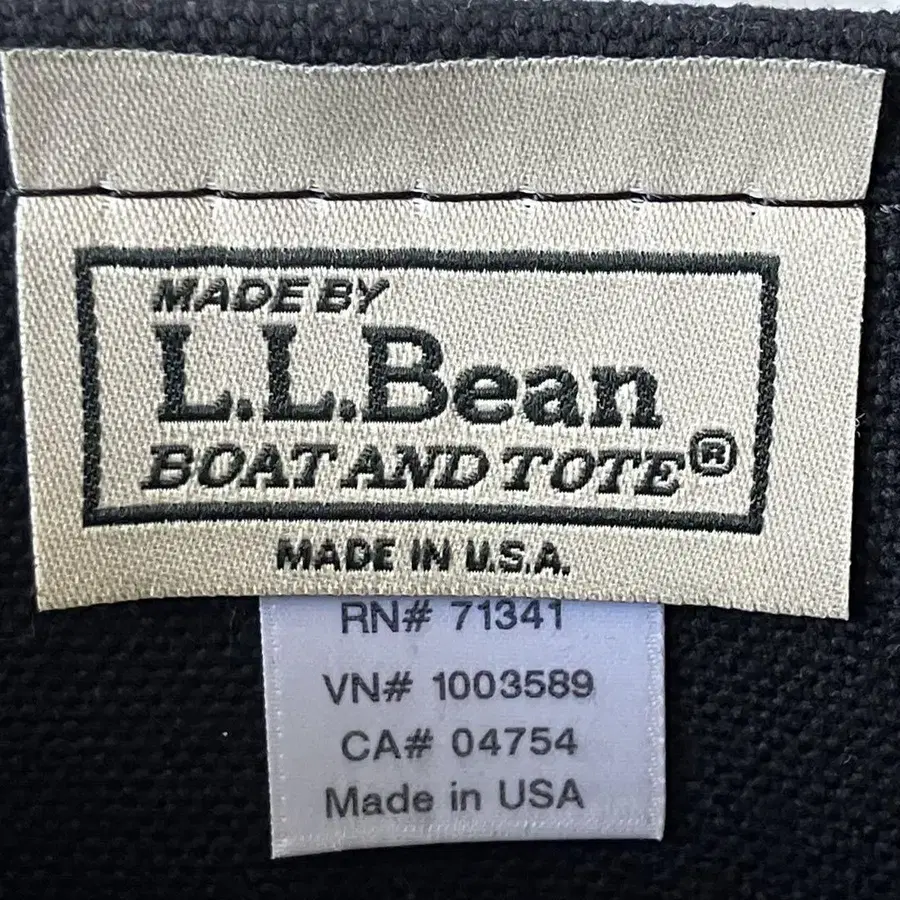 MADE BY
L.L.Bean
BOAT AND TOTE®
MADE IN U.S.A.
RN# 71341
VN# 1003589
CA# 04754
Made in USA